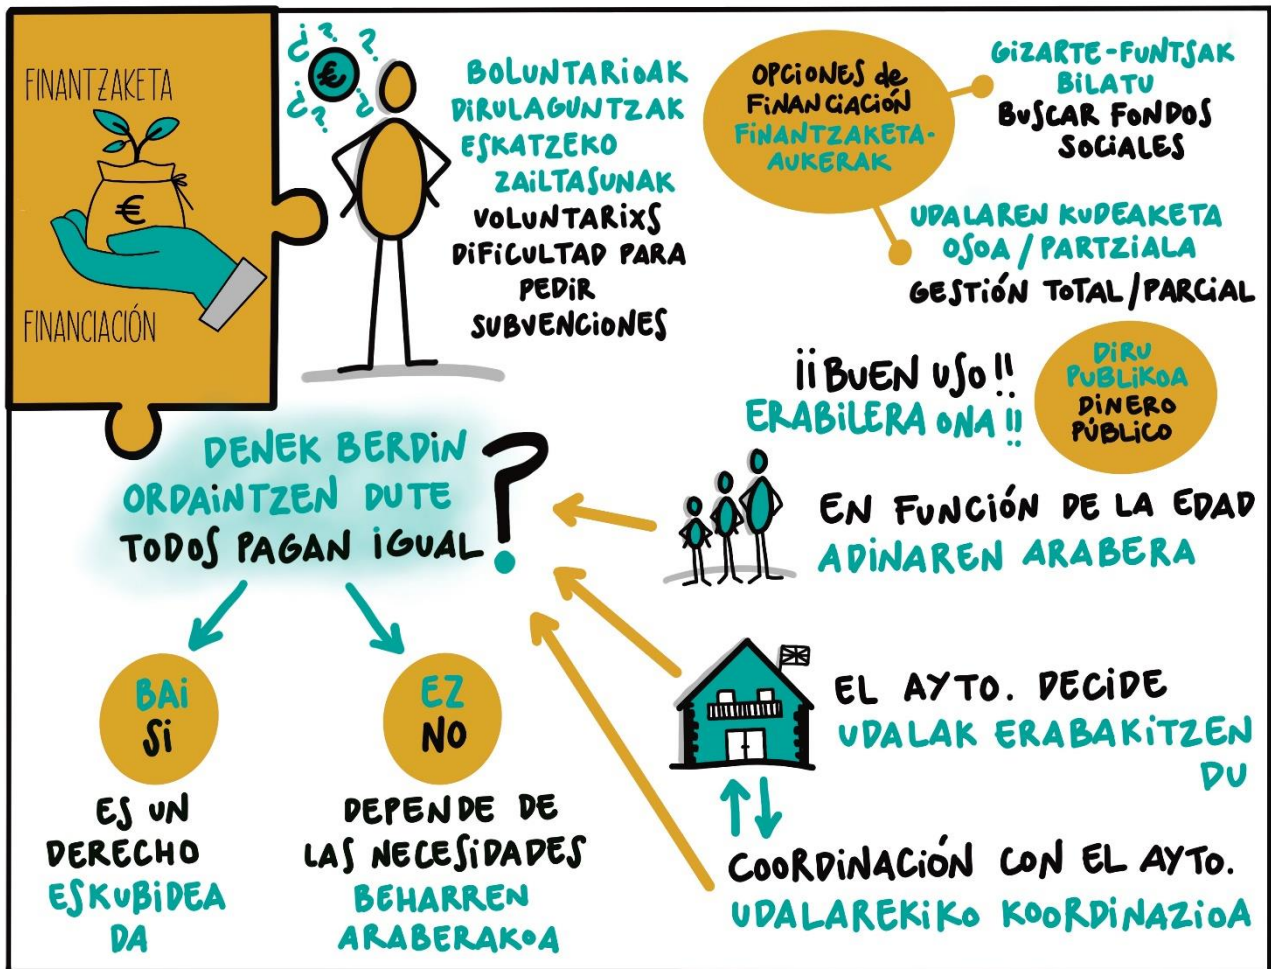 FINANTZAKETA
€
FINANCIACIÓN
¿ ? ?
€
¿ ? ¿
BOLUNTARIOAK
DIRULAGUNTZAK
ESKATZEKO
ZAILTASUNAK
VOLUNTARIXS
DIFICULTAD PARA
PEDIR
SUBVENCIONES
OPCIONES de
FINANCIACIÓN
FINANTZAKETA-
AUKERAK
GIZARTE-FUNTSAK
BILATU
BUSCAR FONDOS
SOCIALES
UDALAREN KUDEAKETA
OSOA / PARTZIALA
GESTIÓN TOTAL/PARCIAL
¡¡BUEN USO!!
ERABILERA ONA!!
DIRU
PUBLIKOA
DINERO
PÚBLICO
DENEK BERDIN
ORDAINTZEN DUTE
TODOS PAGAN IGUAL ?
EN FUNCIÓN DE LA EDAD
ADINAREN ARABERA
BAI
SI
ES UN
DERECHO
ESKUBIDEA
DA
EZ
NO
DEPENDE DE
LAS NECESIDADES
BEHARREN
ARABERAKOA
EL AYTO. DECIDE
UDALAK ERABAKITZEN
DU
COORDINACIÓN CON EL AYTO.
UDALAREKIKO KOORDINAZIOA